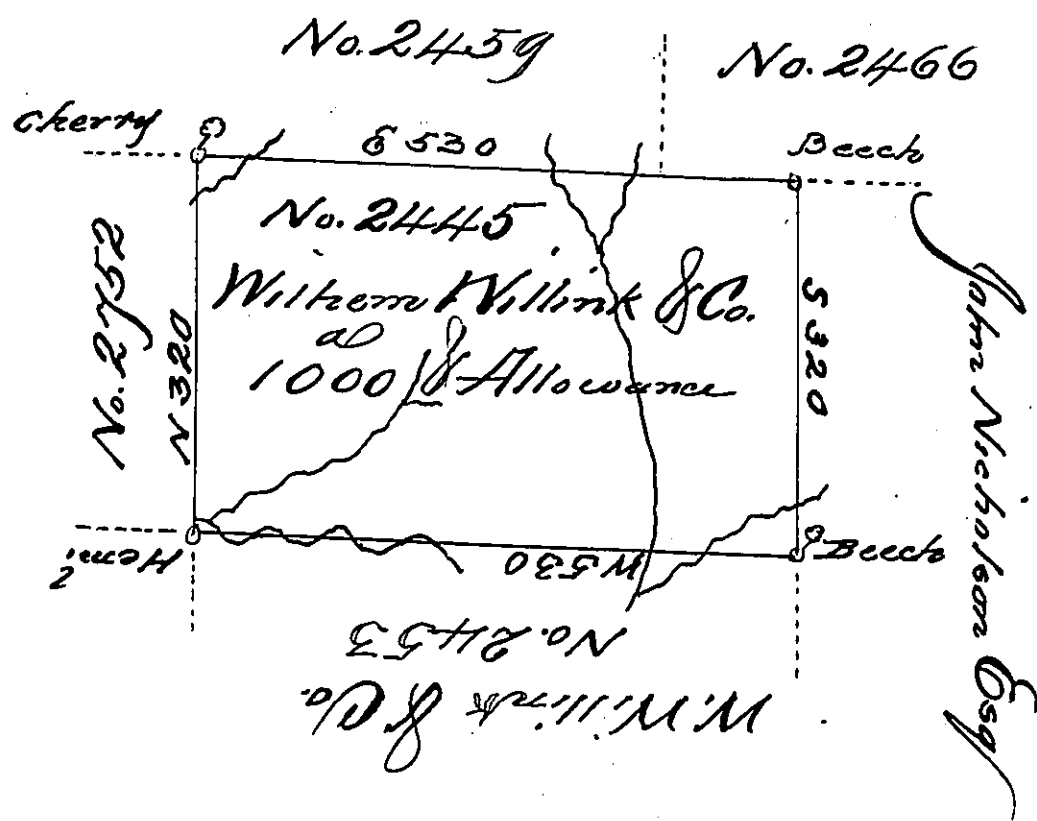 No. 2459
No. 2466
Cherry
E 530
Beech
No. 2445
Wilhem Willink & Co.
1000 & Allowance
No. 2752
N 320
S 320
John Nicholson Esq
Heml
W 530
Beech
No. 2453
W. Willink & Co.